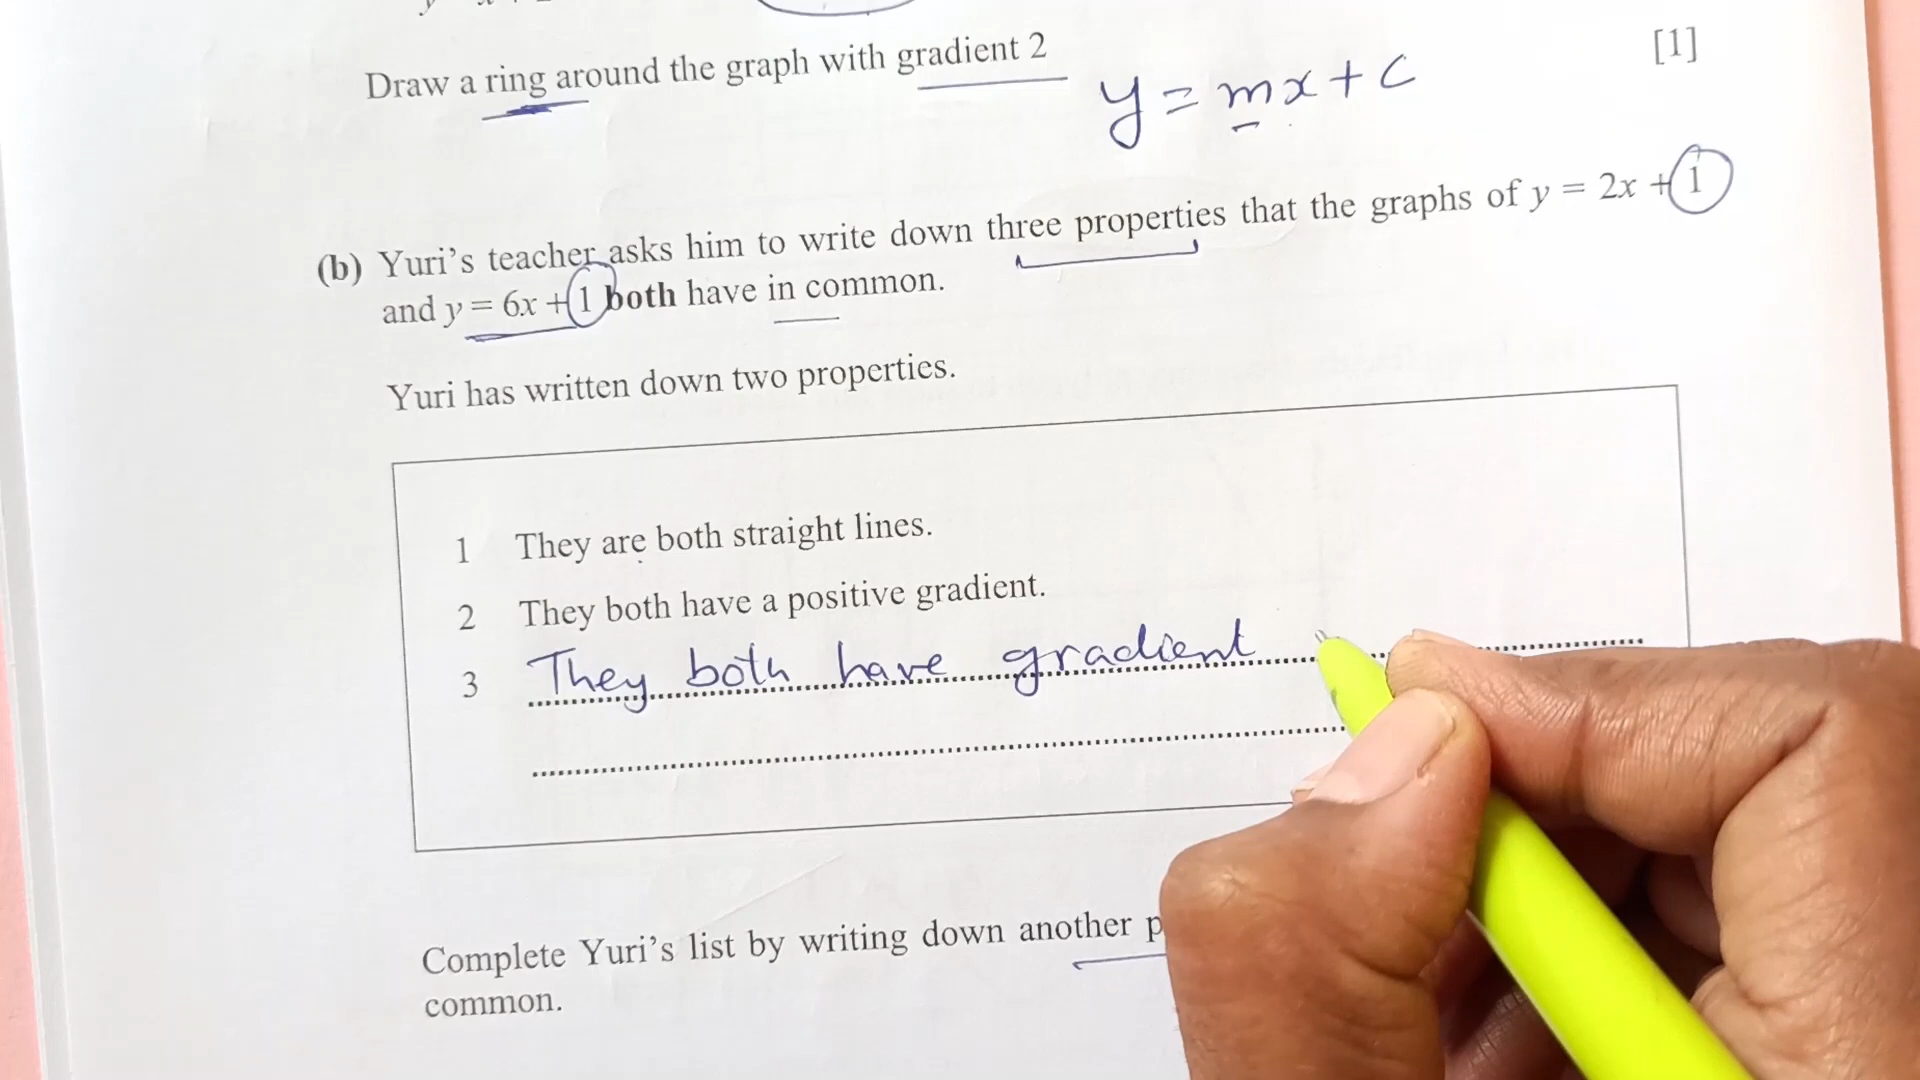 Draw a ring around the graph with gradient 2 [1]
y = mx + c
(b) Yuri's teacher asks him to write down three properties that the graphs of y = 2x + 1
and y = 6x + 1 both have in common.
Yuri has written down two properties.
1 They are both straight lines.
2 They both have a positive gradient.
3 They both have gradient
Complete Yuri's list by writing down another
common.